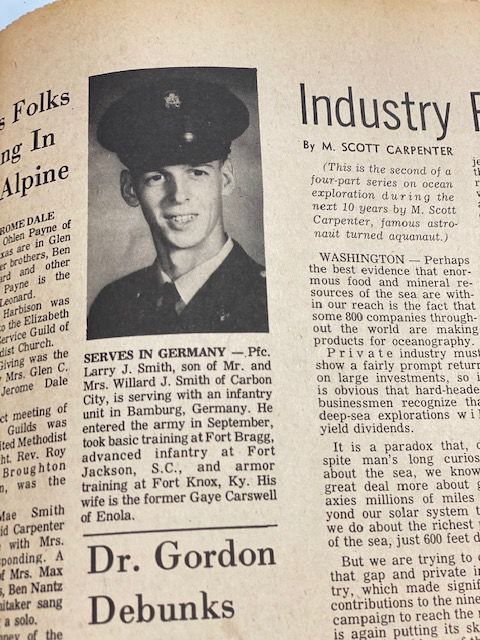 s Folks
ng In
Alpine
ROME DALE
Ohlen Payne of
xas are in Glen
er brothers, Ben
ard and other
Payne is the
Leonard.
Harbison was
to the Elizabeth
Service Guild of
dist Church.
Giving was the
Mrs. Glen C.
Jerome Dale
ct meeting of
Guilds was
ited Methodist
ht. Rev. Roy
Broughton
n, was the
Mae Smith
id Carpenter
with Mrs.
sponding. A
of Mrs. Max
s, Ben Nantz
hitaker sang
a solo.
oney of the
SERVES IN GERMANY — Pfc.
Larry J. Smith, son of Mr. and
Mrs. Willard J. Smith of Carbon
City, is serving with an infantry
unit in Bamburg, Germany. He
entered the army in September,
took basic training at Fort Bragg,
advanced infantry at Fort
Jackson, S.C., and armor
training at Fort Knox, Ky. His
wife is the former Gaye Carswell
of Enola.
Dr. Gordon
Debunks
Industry
By M. SCOTT CARPENTER
(This is the second of a
four-part series on ocean
exploration during the
next 10 years by M. Scott
Carpenter, famous astro-
naut turned aquanaut.)
WASHINGTON — Perhaps
the best evidence that enor-
mous food and mineral re-
sources of the sea are with-
in our reach is the fact that
some 800 companies through-
out the world are making
products for oceanography.
Private industry must
show a fairly prompt return
on large investments, so i
is obvious that hard-heade
businessmen recognize tha
deep-sea explorations wil
yield dividends.
It is a paradox that,
spite man's long curios
about the sea, we know
great deal more about g
axies millions of miles
yond our solar system t
we do about the richest
of the sea, just 600 feet d
But we are trying to c
that gap and private in
try, which made signif
contributions to the nine
campaign to reach the r
is again putting its sk